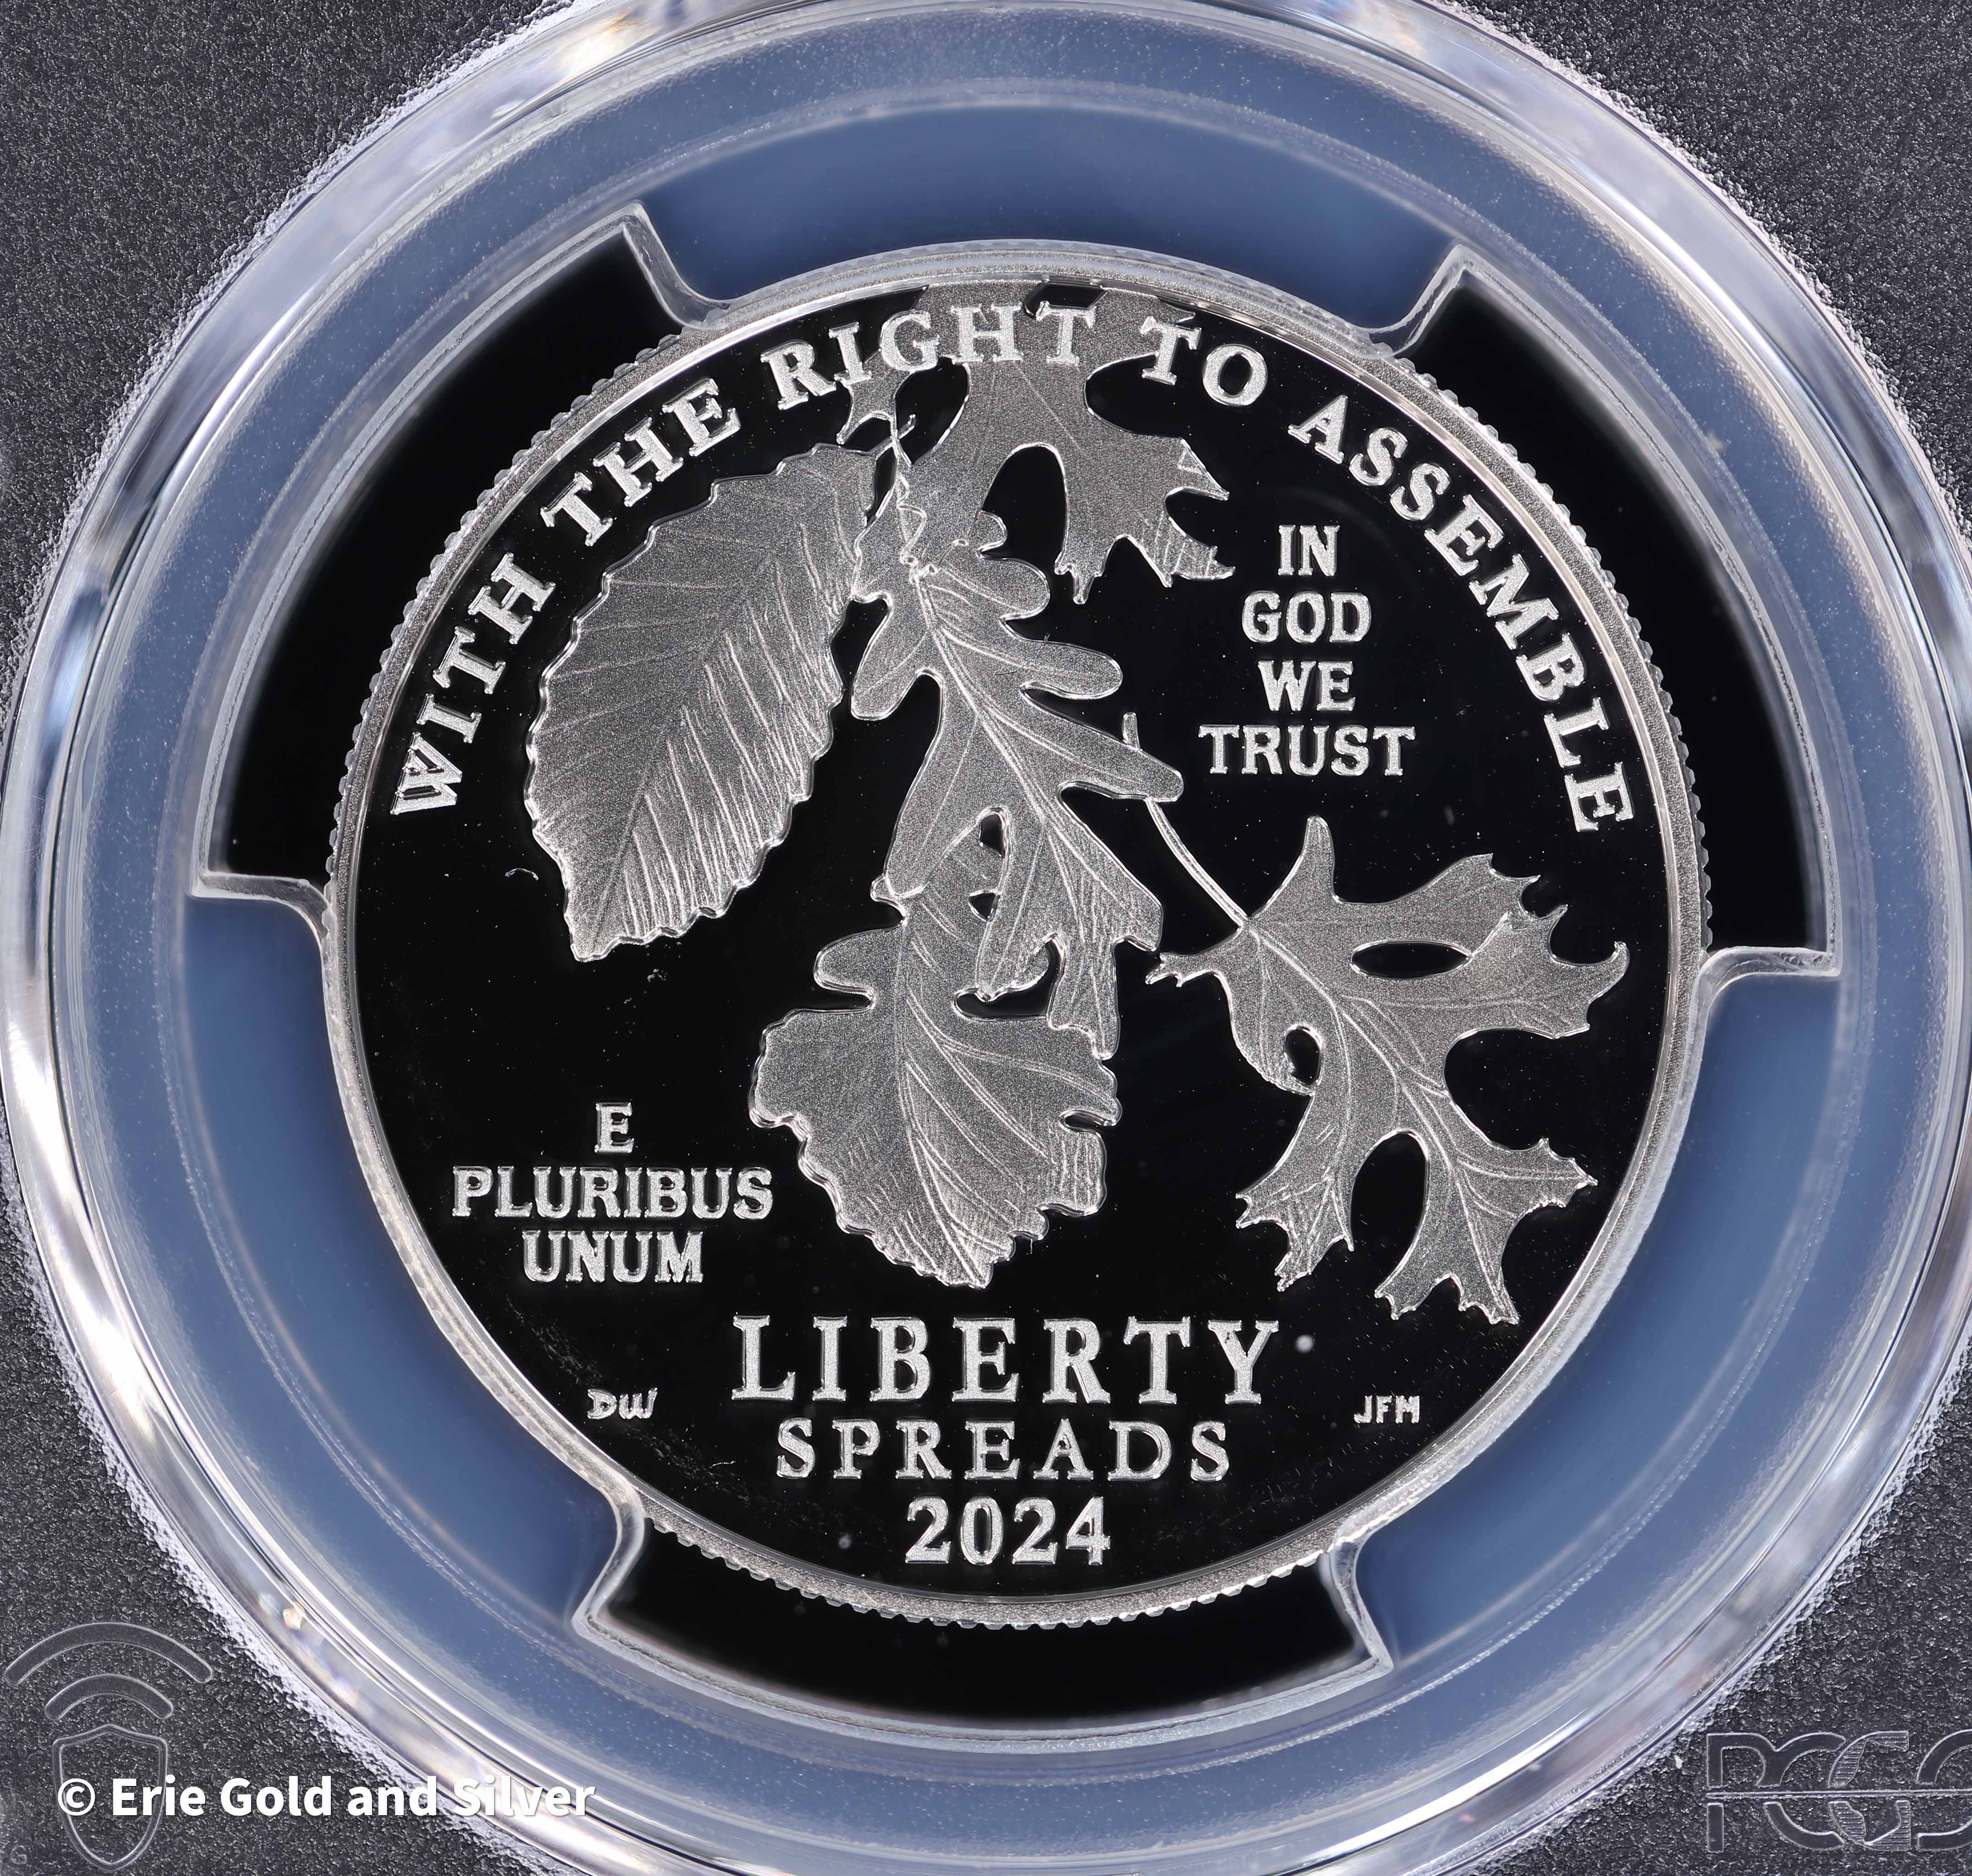 WITH THE RIGHT TO ASSEMBLE
IN
GOD
WE
TRUST
E
PLURIBUS
UNUM
LIBERTY
SPREADS
2024
DW
JFM
PCGS
© Erie Gold and Silver